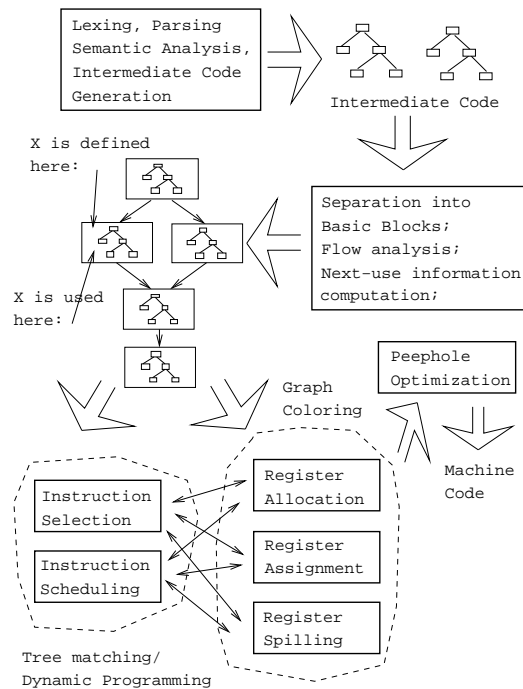 Lexing, Parsing
Semantic Analysis,
Intermediate Code
Generation
Intermediate Code
X is defined
here:
Separation into
Basic Blocks;
Flow analysis;
Next-use information
computation;
X is used
here:
Peephole
Optimization
Graph
Coloring
Machine
Code
Instruction
Selection
Register
Allocation
Instruction
Scheduling
Register
Assignment
Register
Spilling
Tree matching/
Dynamic Programming